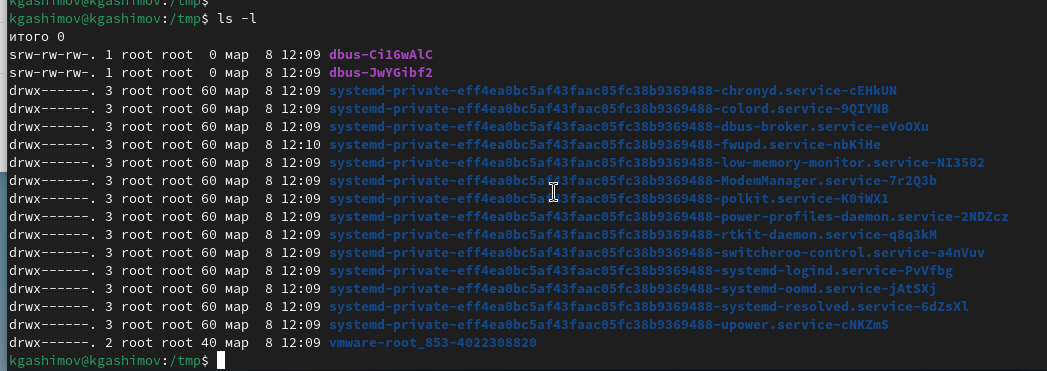 kgashimov@kgashimov:/tmp$
kgashimov@kgashimov:/tmp$ ls -l
итого 0
srw-rw-rw-. 1 root root  0 мар  8 12:09 dbus-Ci16wAlC
srw-rw-rw-. 1 root root  0 мар  8 12:09 dbus-JwYGibf2
drwx------. 3 root root 60 мар  8 12:09 systemd-private-eff4ea0bc5af43faac05fc38b9369488-chronyd.service-cEHkUN
drwx------. 3 root root 60 мар  8 12:09 systemd-private-eff4ea0bc5af43faac05fc38b9369488-colord.service-9QIYNB
drwx------. 3 root root 60 мар  8 12:09 systemd-private-eff4ea0bc5af43faac05fc38b9369488-dbus-broker.service-eVoOXu
drwx------. 3 root root 60 мар  8 12:10 systemd-private-eff4ea0bc5af43faac05fc38b9369488-fwupd.service-nbKiHe
drwx------. 3 root root 60 мар  8 12:09 systemd-private-eff4ea0bc5af43faac05fc38b9369488-low-memory-monitor.service-NI3502
drwx------. 3 root root 60 мар  8 12:09 systemd-private-eff4ea0bc5af43faac05fc38b9369488-ModemManager.service-7r2Q3b
drwx------. 3 root root 60 мар  8 12:09 systemd-private-eff4ea0bc5af43faac05fc38b9369488-polkit.service-K0iWX1
drwx------. 3 root root 60 мар  8 12:09 systemd-private-eff4ea0bc5af43faac05fc38b9369488-power-profiles-daemon.service-2NDZcz
drwx------. 3 root root 60 мар  8 12:09 systemd-private-eff4ea0bc5af43faac05fc38b9369488-rtkit-daemon.service-q8q3kM
drwx------. 3 root root 60 мар  8 12:09 systemd-private-eff4ea0bc5af43faac05fc38b9369488-switcheroo-control.service-a4nVuv
drwx------. 3 root root 60 мар  8 12:09 systemd-private-eff4ea0bc5af43faac05fc38b9369488-systemd-logind.service-PvVfbg
drwx------. 3 root root 60 мар  8 12:09 systemd-private-eff4ea0bc5af43faac05fc38b9369488-systemd-oomd.service-jAtSXj
drwx------. 3 root root 60 мар  8 12:09 systemd-private-eff4ea0bc5af43faac05fc38b9369488-systemd-resolved.service-6dZsXl
drwx------. 3 root root 60 мар  8 12:09 systemd-private-eff4ea0bc5af43faac05fc38b9369488-upower.service-cNKZmS
drwx------. 2 root root 40 мар  8 12:09 vmware-root_853-4022308820
kgashimov@kgashimov:/tmp$